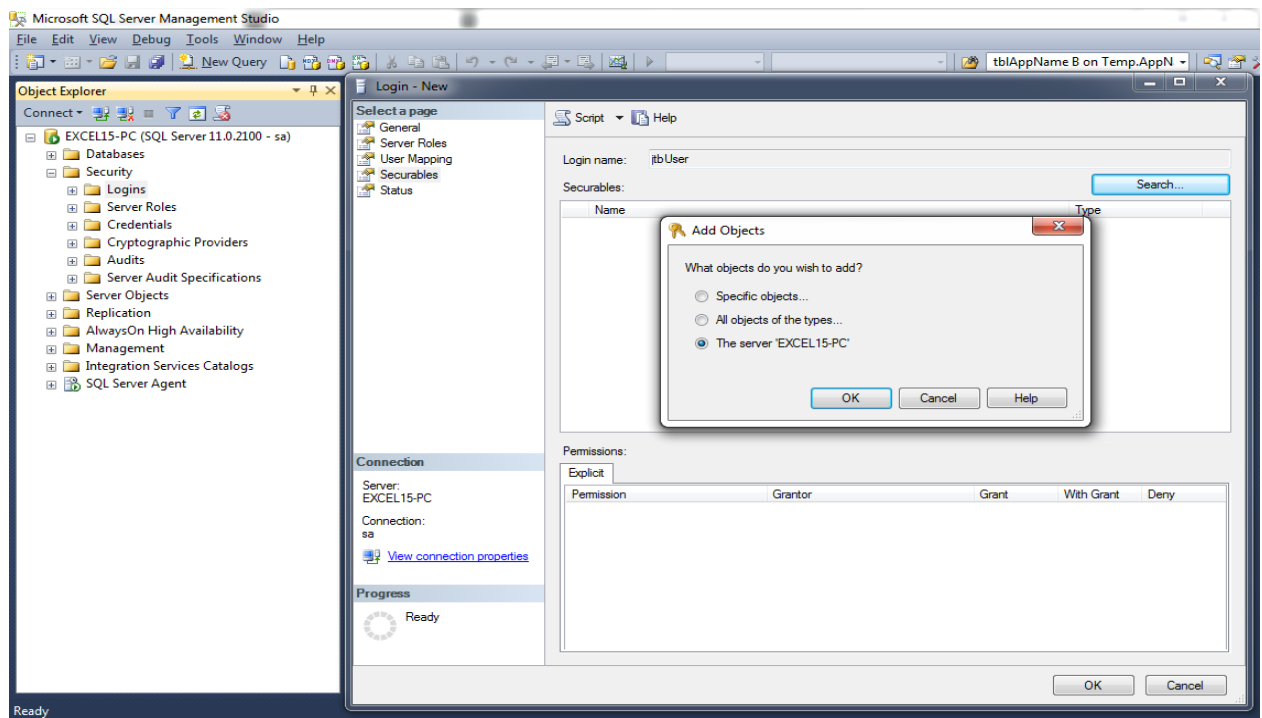 Microsoft SQL Server Management Studio
File Edit View Debug Tools Window Help
New Query
tblAppName B on Temp.AppN
Object Explorer
Connect
EXCEL15-PC (SQL Server 11.0.2100 - sa)
Databases
Security
Logins
Server Roles
Credentials
Cryptographic Providers
Audits
Server Audit Specifications
Server Objects
Replication
AlwaysOn High Availability
Management
Integration Services Catalogs
SQL Server Agent
Login - New
Select a page
General
Server Roles
User Mapping
Securables
Status
Connection
Server:
EXCEL15-PC
Connection:
sa
View connection properties
Progress
Ready
Script Help
Login name: jtbUser
Securables: Search...
Name Type
Add Objects
What objects do you wish to add?
Specific objects...
All objects of the types...
The server 'EXCEL15-PC'
OK Cancel Help
Permissions:
Explicit
Permission Grantor Grant With Grant Deny
OK Cancel
Ready